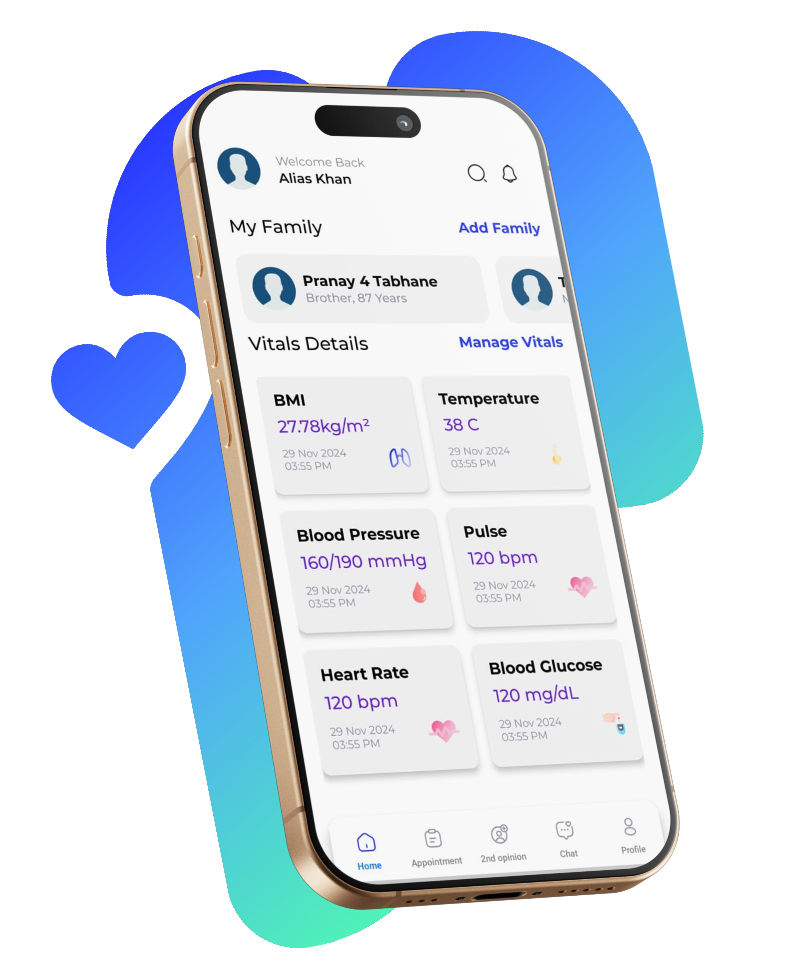 Welcome Back
Alias Khan
My Family
Add Family
Pranay 4 Tabhane
Brother, 87 Years
Vitals Details
Manage Vitals
BMI
27.78kg/m²
29 Nov 2024
03:55 PM
Temperature
38 C
29 Nov 2024
03:55 PM
Blood Pressure
160/190 mmHg
29 Nov 2024
03:55 PM
Pulse
120 bpm
29 Nov 2024
03:55 PM
Heart Rate
120 bpm
29 Nov 2024
03:55 PM
Blood Glucose
120 mg/dL
29 Nov 2024
03:55 PM
Home
Appointment
2nd opinion
Chat
Profile